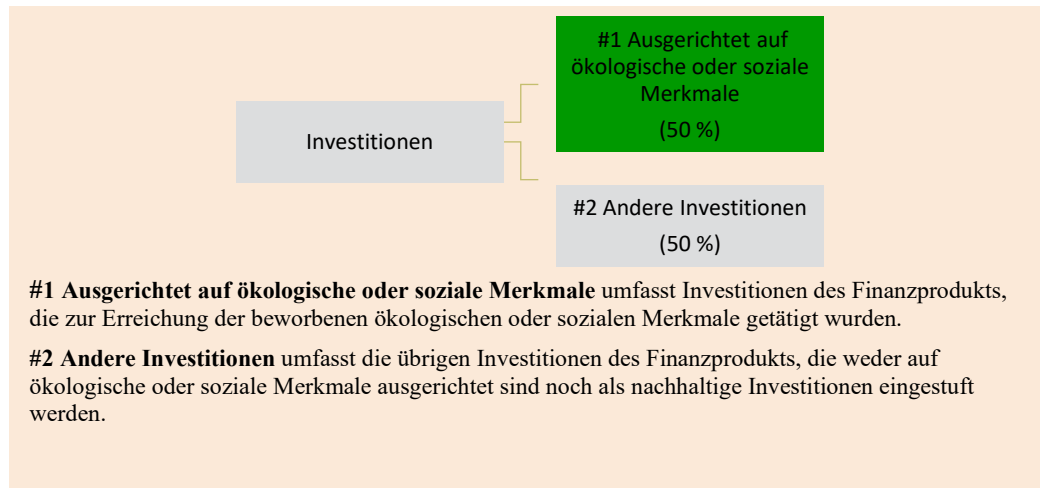 #1 Ausgerichtet auf
ökologische oder soziale
Merkmale
(50 %)
Investitionen
#2 Andere Investitionen
(50 %)
#1 Ausgerichtet auf ökologische oder soziale Merkmale umfasst Investitionen des Finanzprodukts,
die zur Erreichung der beworbenen ökologischen oder sozialen Merkmale getätigt wurden.
#2 Andere Investitionen umfasst die übrigen Investitionen des Finanzprodukts, die weder auf
ökologische oder soziale Merkmale ausgerichtet sind noch als nachhaltige Investitionen eingestuft
werden.